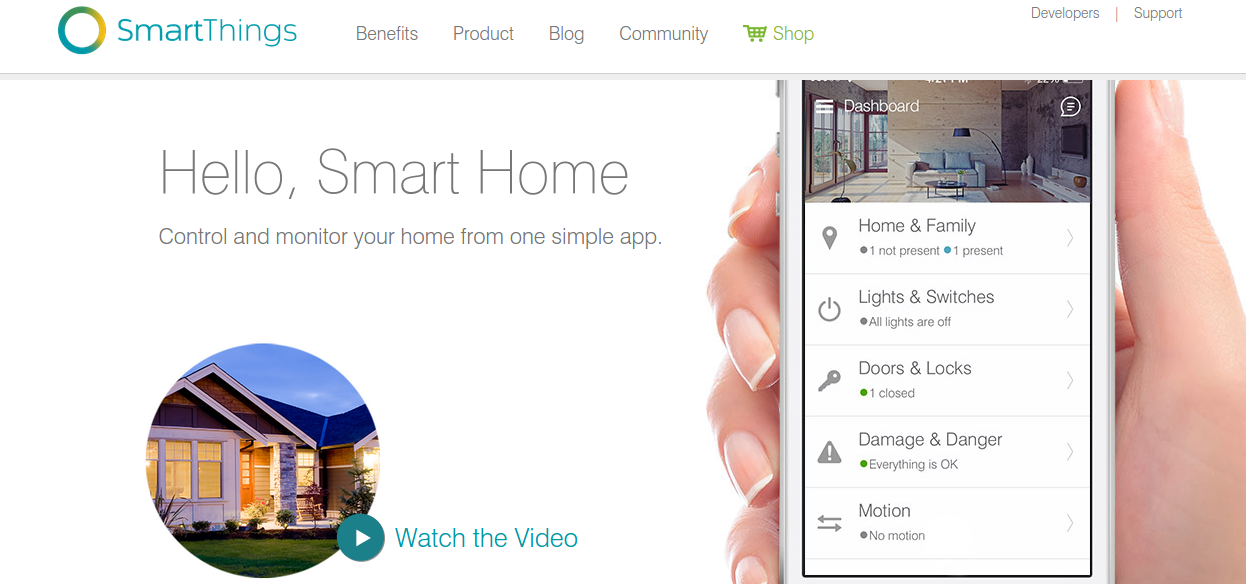 SmartThings
Benefits
Product
Blog
Community
Shop
Developers | Support
Hello, Smart Home
Control and monitor your home from one simple app.
Watch the Video
Dashboard
Home & Family
1 not present 1 present
Lights & Switches
All lights are off
Doors & Locks
1 closed
Damage & Danger
Everything is OK
Motion
No motion